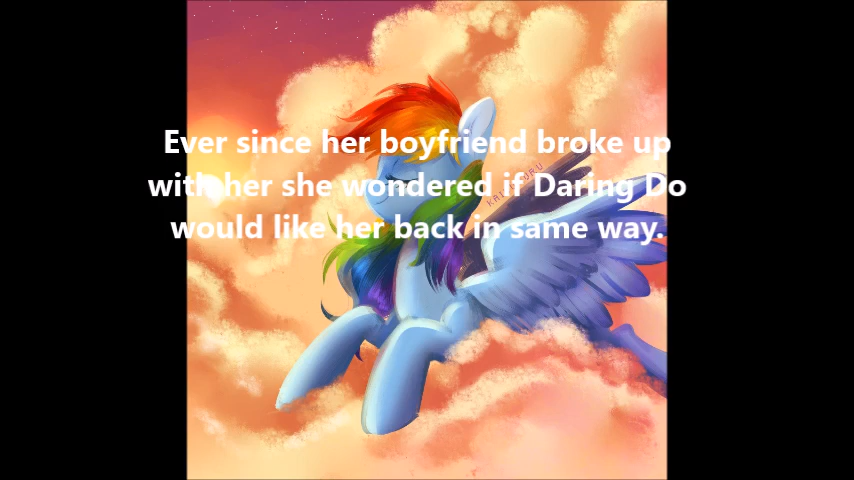 Ever since her boyfriend broke up
with her she wondered if Daring Do
would like her back in same way.